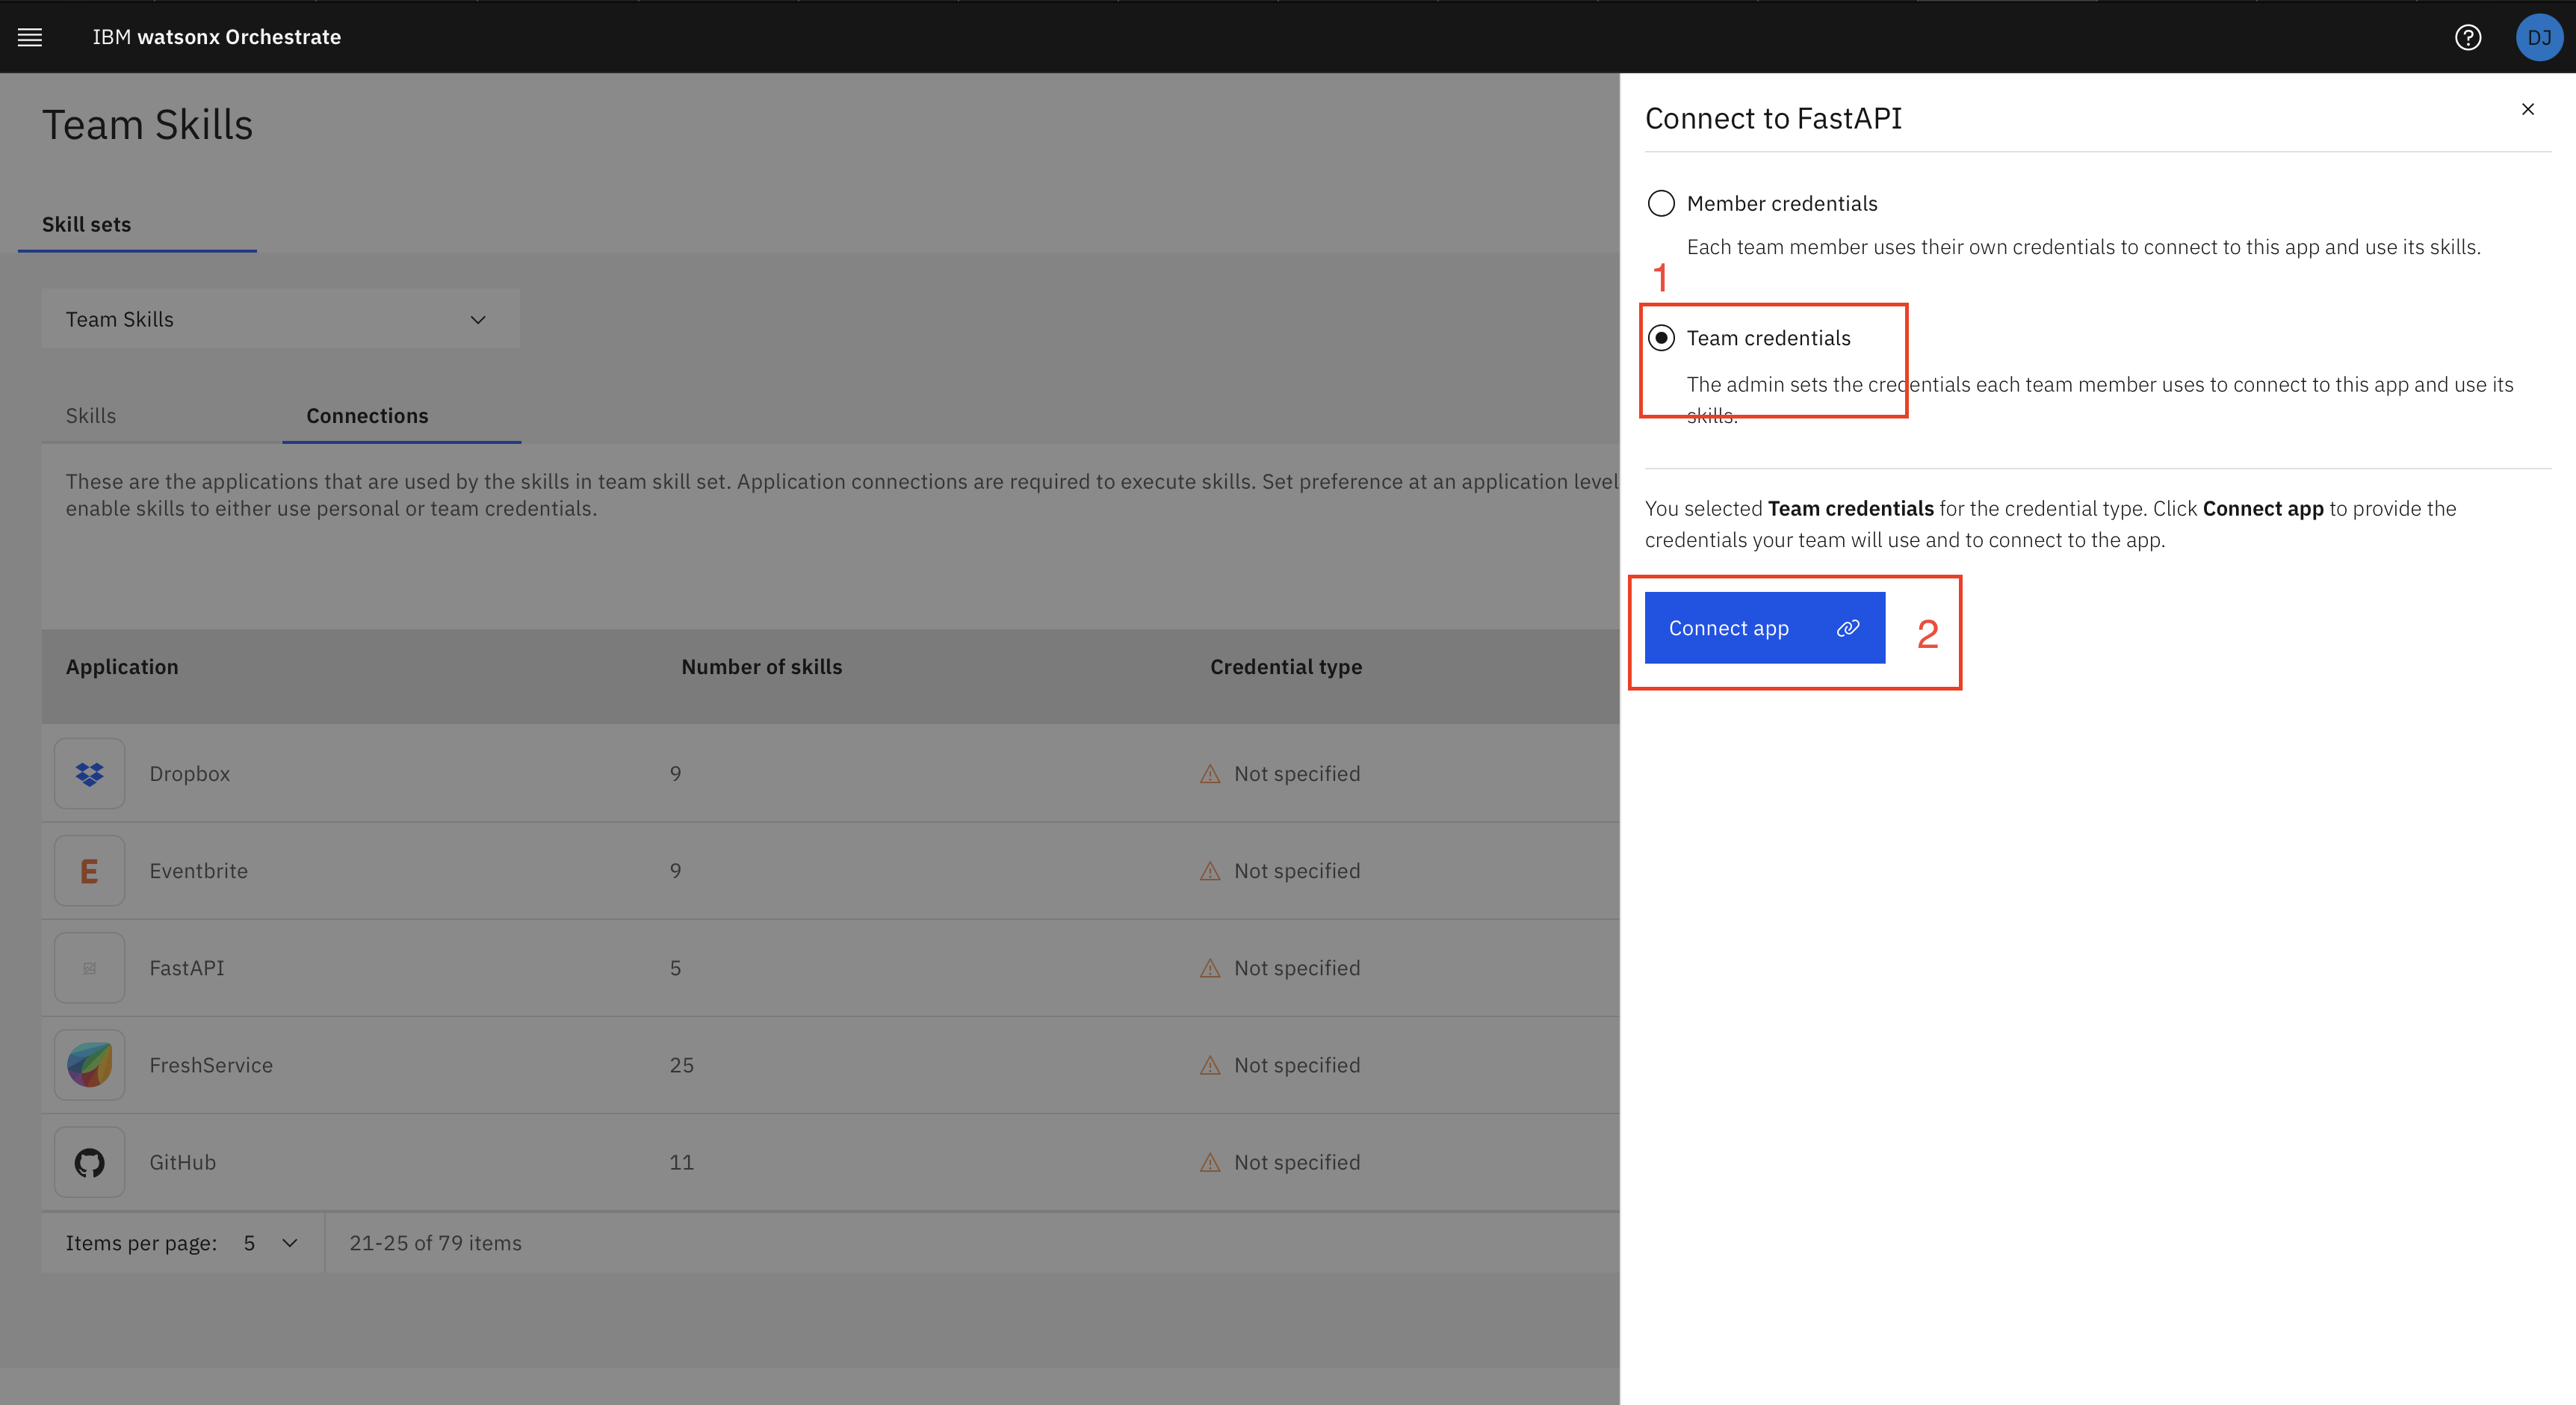 IBM watsonx Orchestrate
DJ
Team Skills
Skill sets
Team Skills
Skills
Connections
These are the applications that are used by the skills in team skill set. Application connections are required to execute skills. Set preference at an application level
enable skills to either use personal or team credentials.
Application
Number of skills
Credential type
Dropbox
9
Not specified
E
Eventbrite
9
Not specified
FastAPI
5
Not specified
FreshService
25
Not specified
GitHub
11
Not specified
Items per page:
5
21-25 of 79 items
Connect to FastAPI
Member credentials
Each team member uses their own credentials to connect to this app and use its skills.
1
Team credentials
The admin sets the credentials each team member uses to connect to this app and use its
skills.
You selected Team credentials for the credential type. Click Connect app to provide the
credentials your team will use and to connect to the app.
Connect app
2